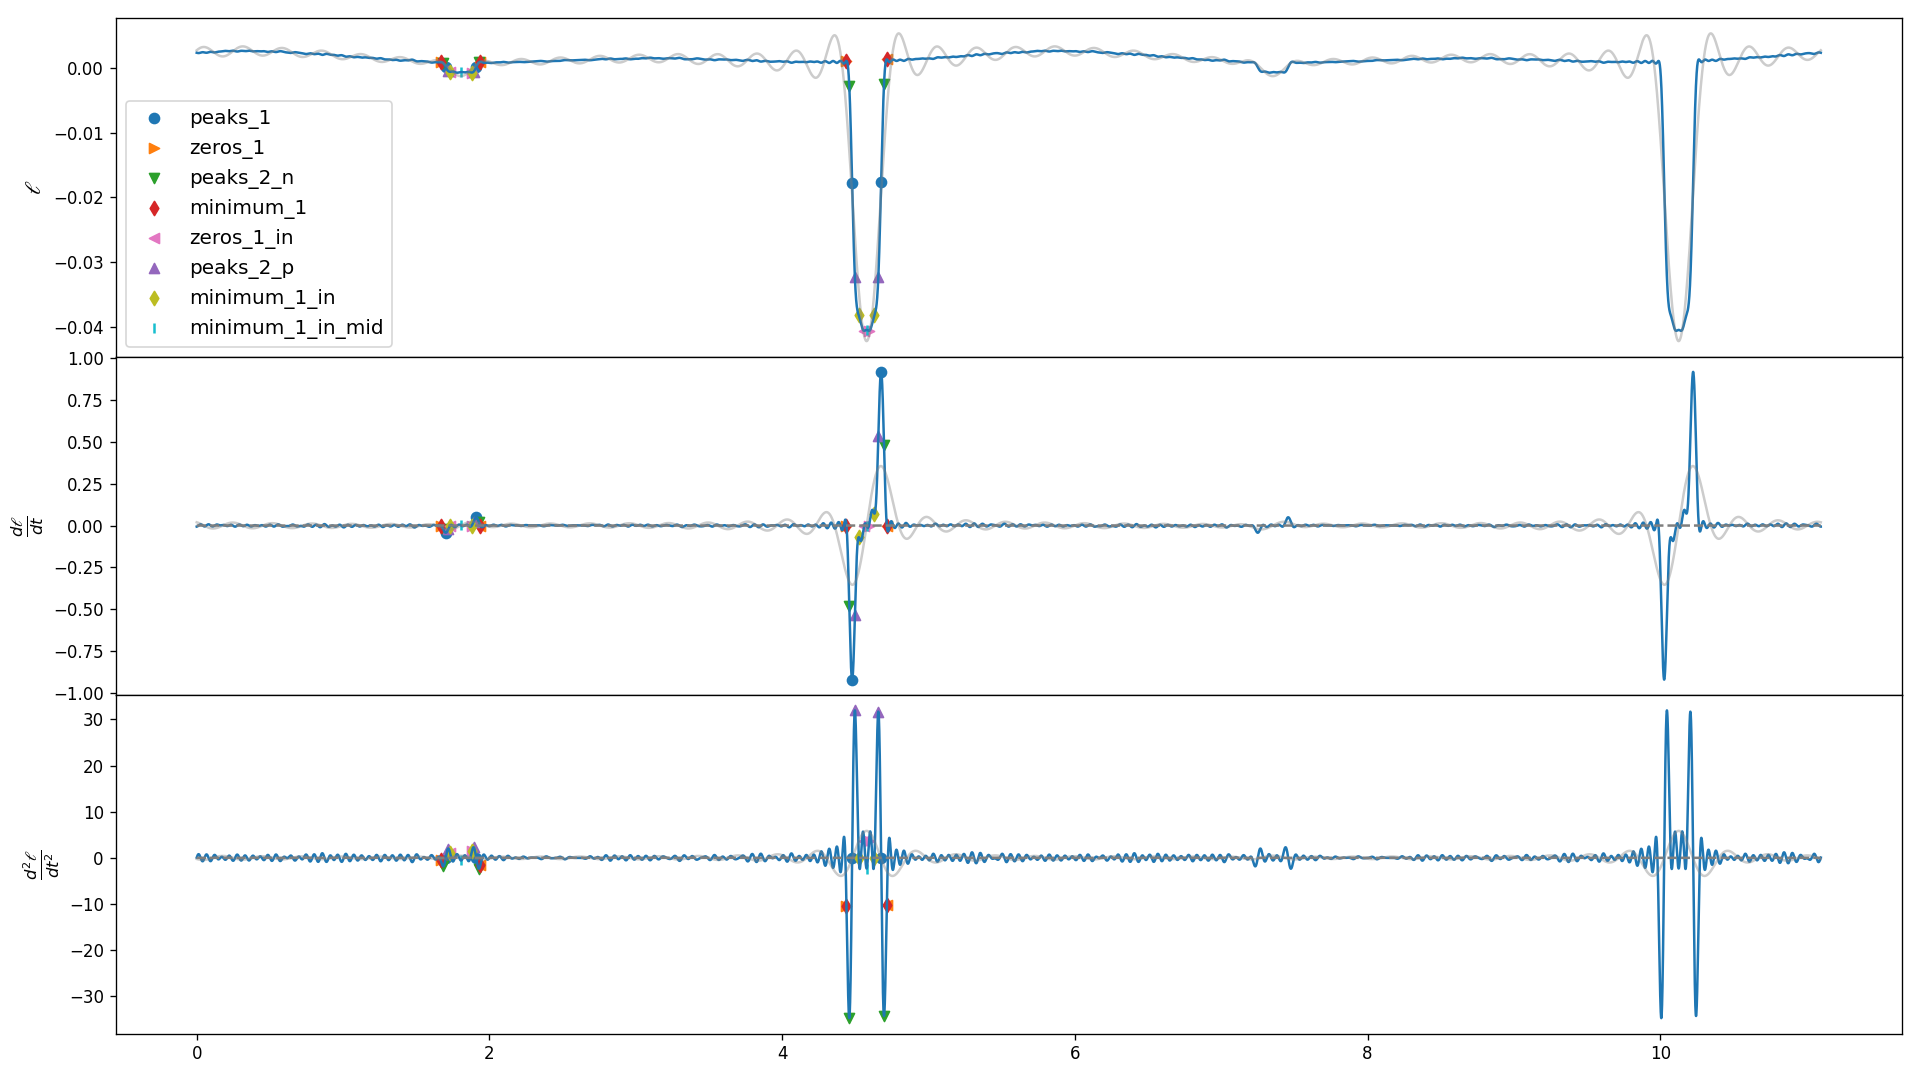 0.00
−0.01
−0.02
−0.03
−0.04
ℓ
peaks_1
zeros_1
peaks_2_n
minimum_1
zeros_1_in
peaks_2_p
minimum_1_in
minimum_1_in_mid
1.00
0.75
0.50
0.25
0.00
−0.25
−0.50
−0.75
−1.00
dℓ/dt
30
20
10
0
−10
−20
−30
d²ℓ/dt²
0 2 4 6 8 10